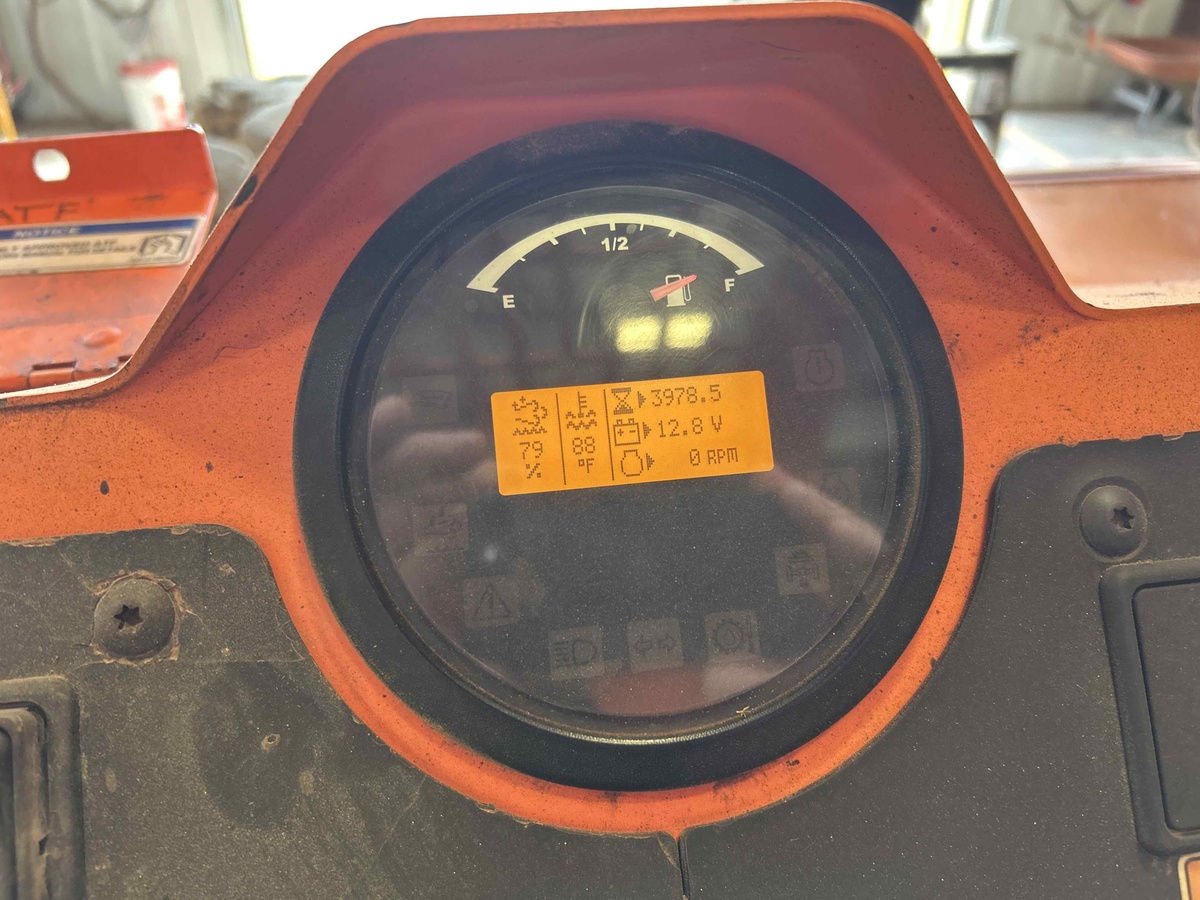 1/2
E
F
3978.5
79
88
12.8 V
%
°F
0 RPM
NOTICE